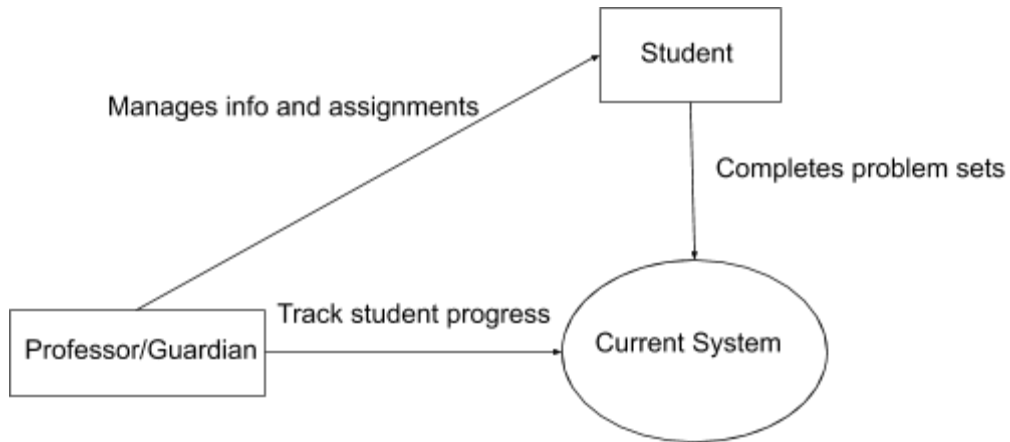 Student
Manages info and assignments
Completes problem sets
Track student progress
Professor/Guardian
Current System